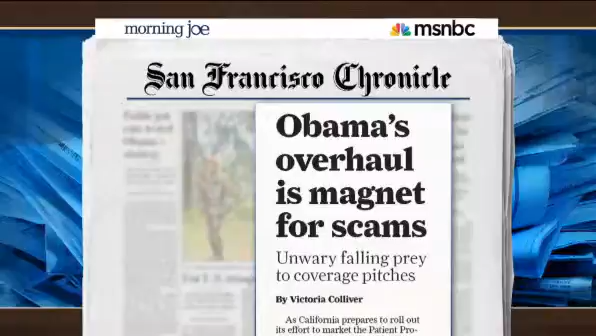 morning joe
msnbc
San Francisco Chronicle
Obama's
overhaul
is magnet
for scams
Unwary falling prey
to coverage pitches
By Victoria Colliver
As California prepares to roll out
its effort to market the Patient Pro-